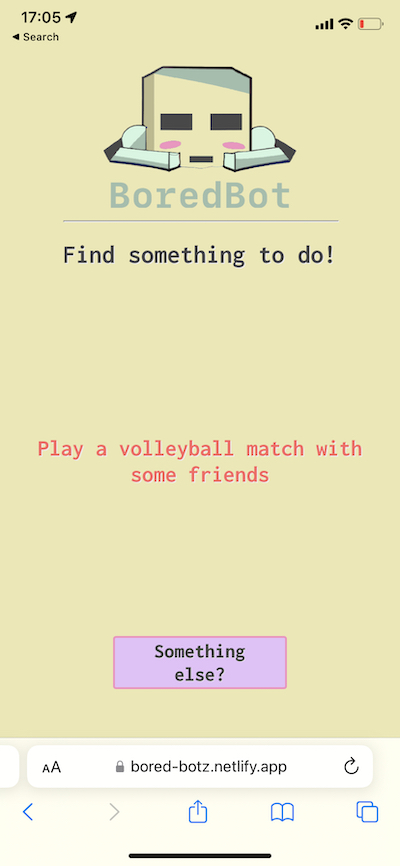 17:05
Search
BoredBot
Find something to do!
Play a volleyball match with
some friends
Something
else?
AA
bored-botz.netlify.app